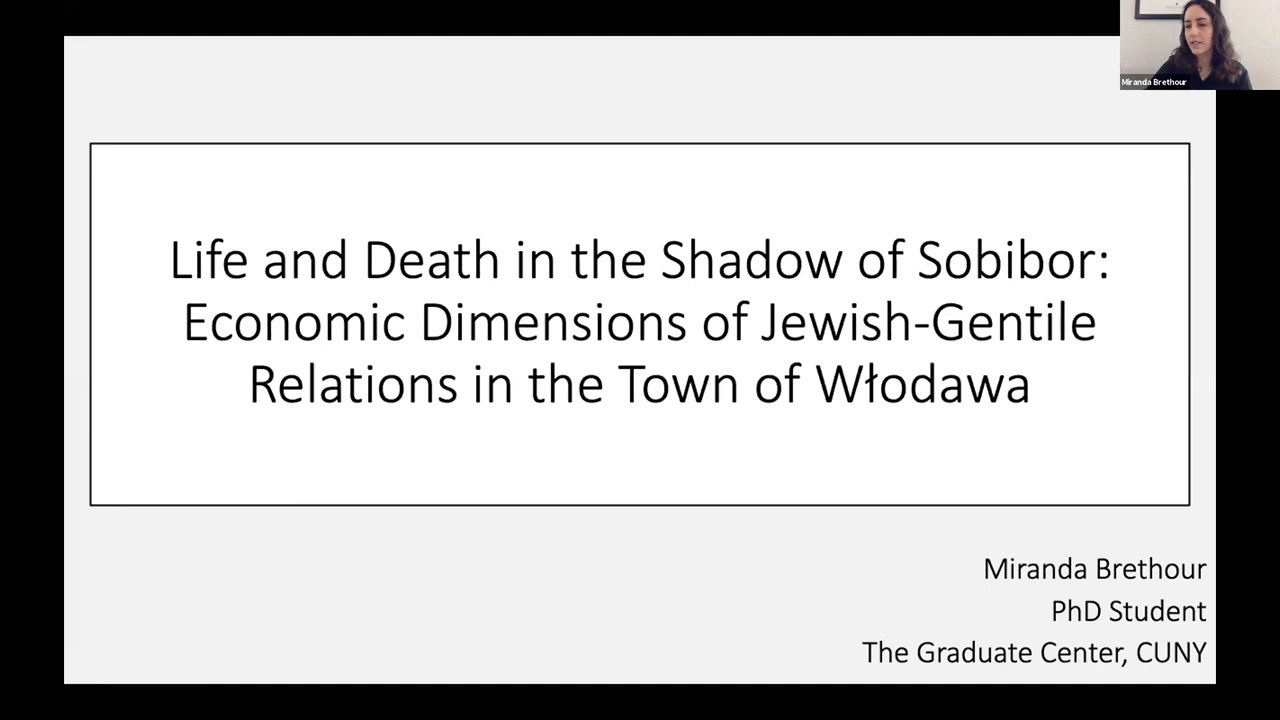 Miranda Brethour
Life and Death in the Shadow of Sobibor:
Economic Dimensions of Jewish-Gentile
Relations in the Town of Włodawa
Miranda Brethour
PhD Student
The Graduate Center, CUNY